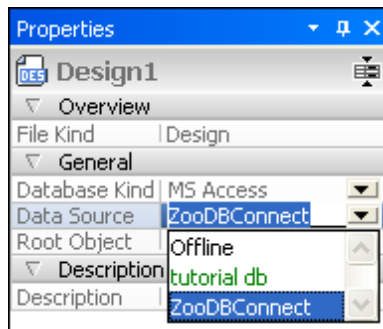 Properties
DES Design1
Overview
File Kind Design
General
Database Kind MS Access
Data Source ZooDBConnect
Root Object Offline
Description tutorial db
Description ZooDBConnect